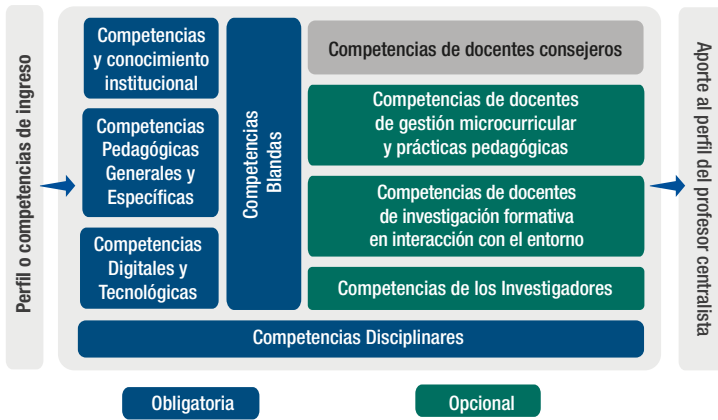 Perfil o competencias de ingreso
Competencias
y conocimiento
institucional
Competencias
Pedagógicas
Generales y
Específicas
Competencias
Digitales y
Tecnológicas
Competencias
Blandas
Competencias de docentes consejeros
Competencias de docentes
de gestión microcurricular
y prácticas pedagógicas
Competencias de docentes
de investigación formativa
en interacción con el entorno
Competencias de los Investigadores
Competencias Disciplinares
Aporte al perfil del profesor centralista
Obligatoria
Opcional